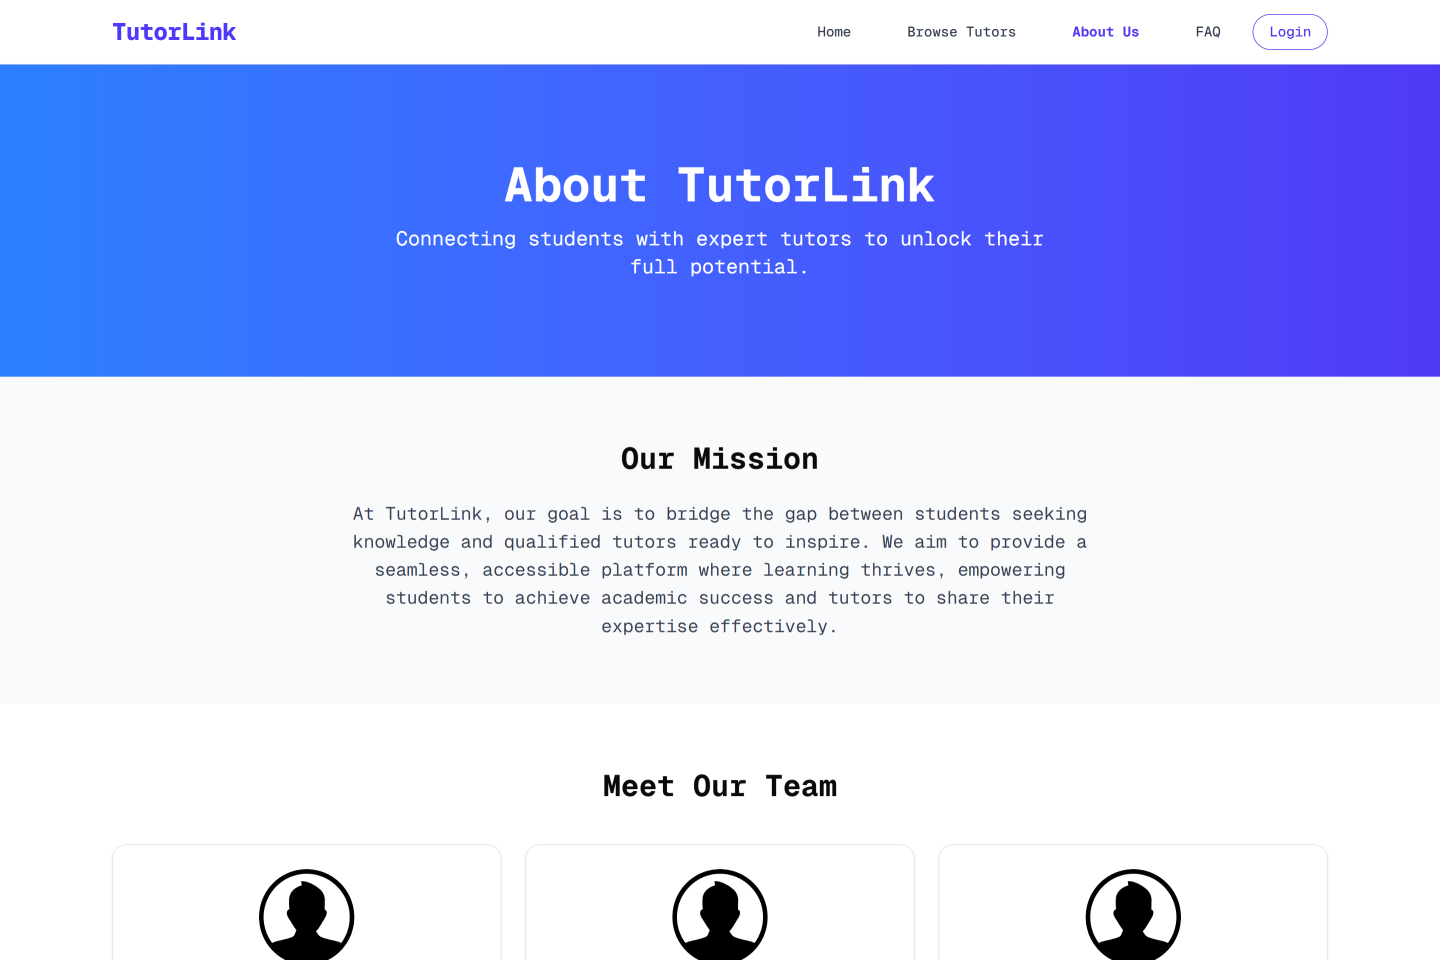 TutorLink
Home
Browse Tutors
About Us
FAQ
Login
About TutorLink
Connecting students with expert tutors to unlock their
full potential.
Our Mission
At TutorLink, our goal is to bridge the gap between students seeking
knowledge and qualified tutors ready to inspire. We aim to provide a
seamless, accessible platform where learning thrives, empowering
students to achieve academic success and tutors to share their
expertise effectively.
Meet Our Team